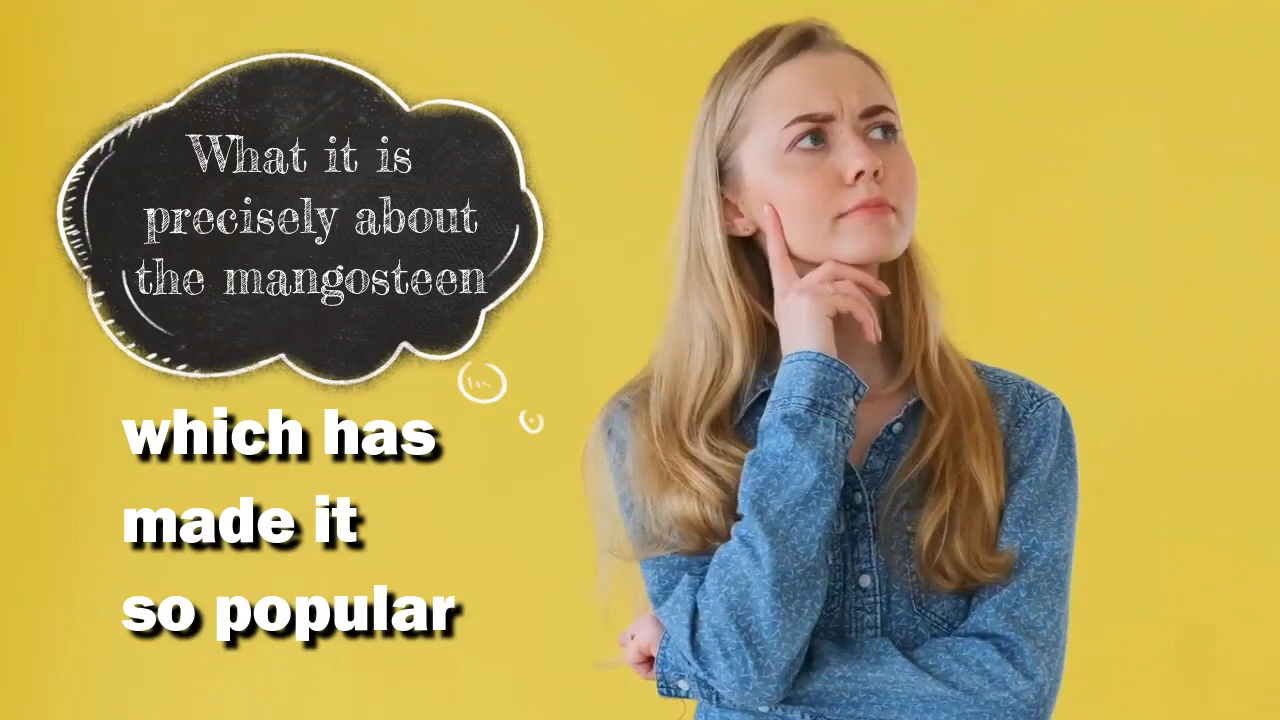 What it is
precisely about
the mangosteen
which has
made it
so popular